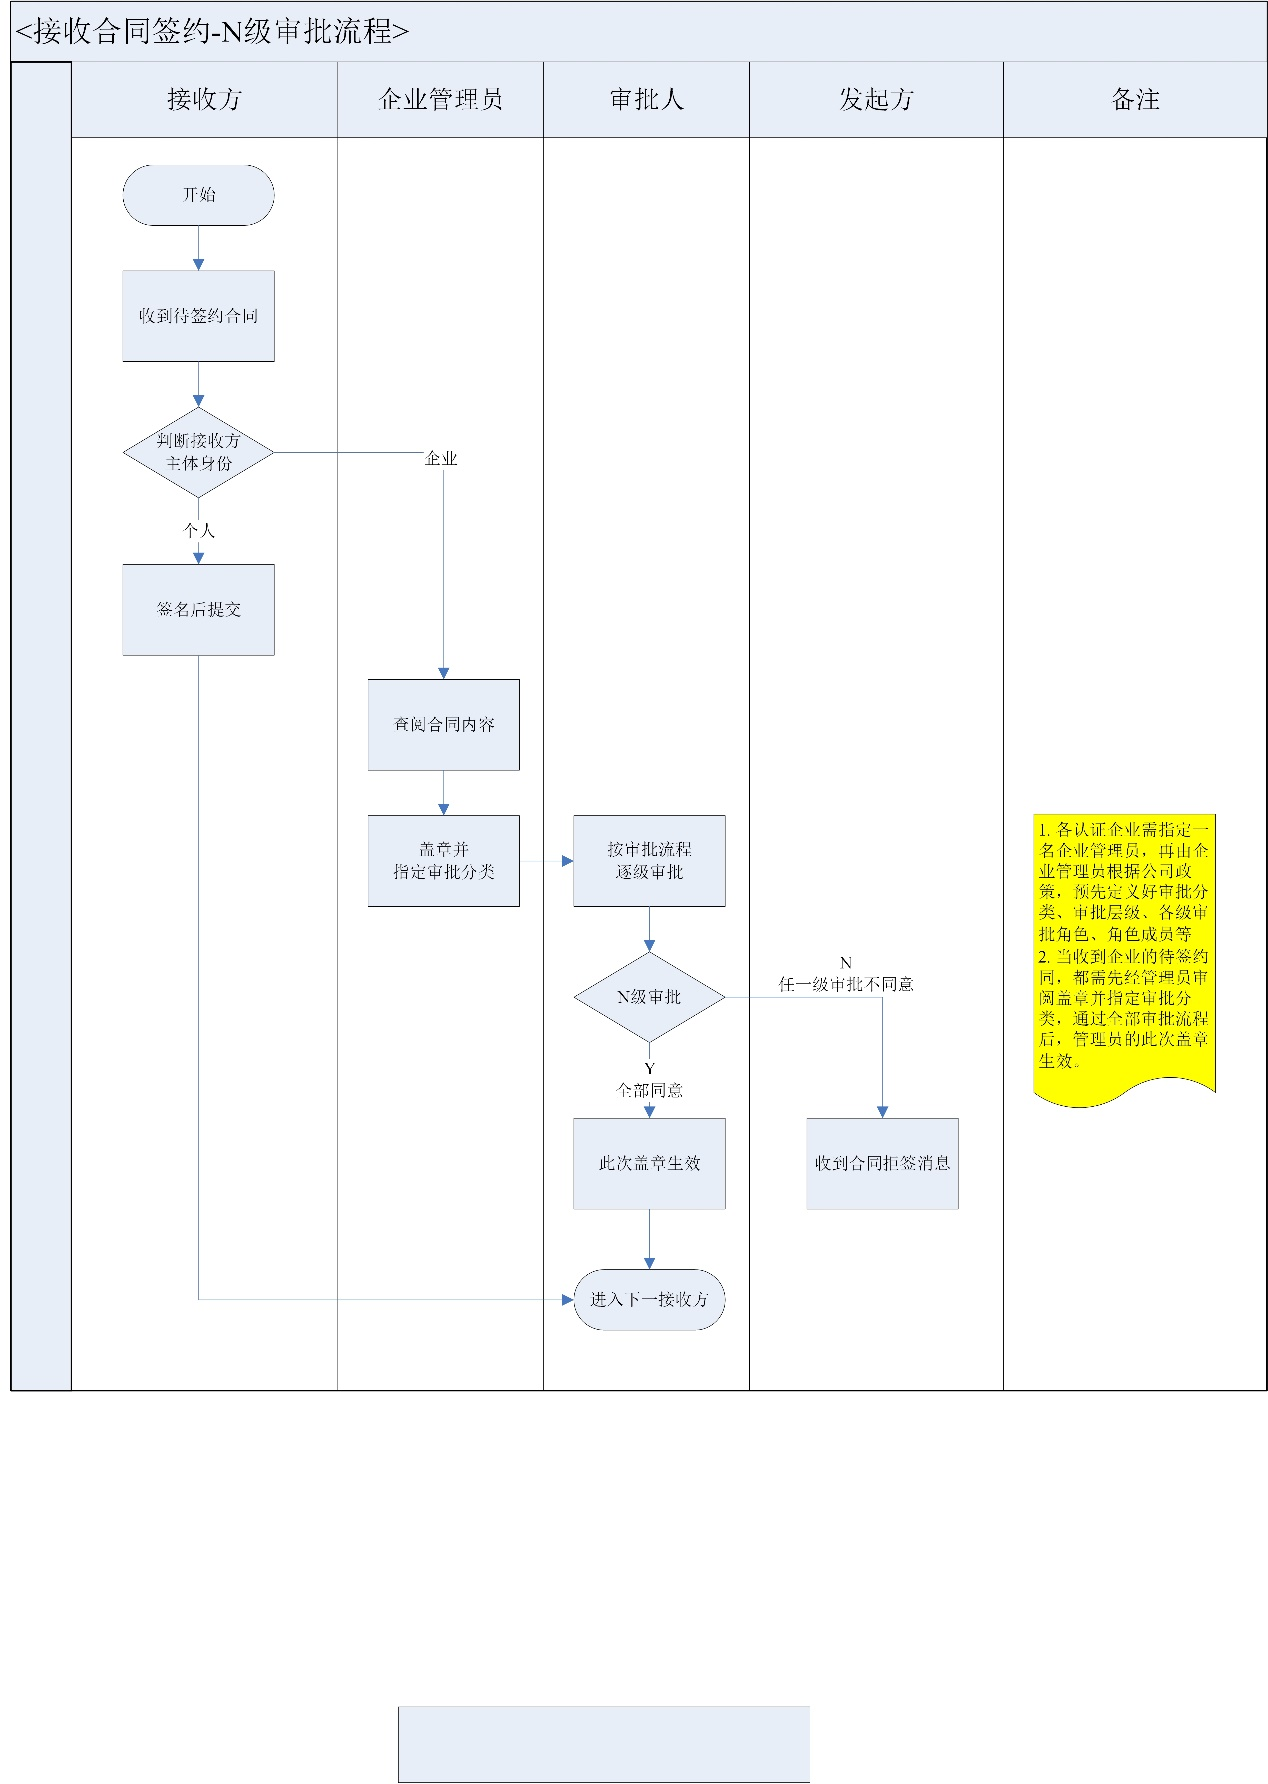 <接收合同签约-N级审批流程>
接收方
企业管理员
审批人
发起方
备注
开始
收到待签约合同
判断接收方
主体身份
企业
个人
签名后提交
查阅合同内容
盖章并
指定审批分类
按审批流程
逐级审批
N级审批
N
任一级审批不同意
Y
全部同意
此次盖章生效
收到合同拒签消息
进入下一接收方
1. 各认证企业需指定一
名企业管理员，再由企
业管理员根据公司政
策，预先定义好审批分
类、审批层级、各级审
批角色、角色成员等
2. 当收到企业的待签约
同，都需先经管理员审
阅盖章并指定审批分
类，通过全部审批流程
后，管理员的此次盖章
生效。